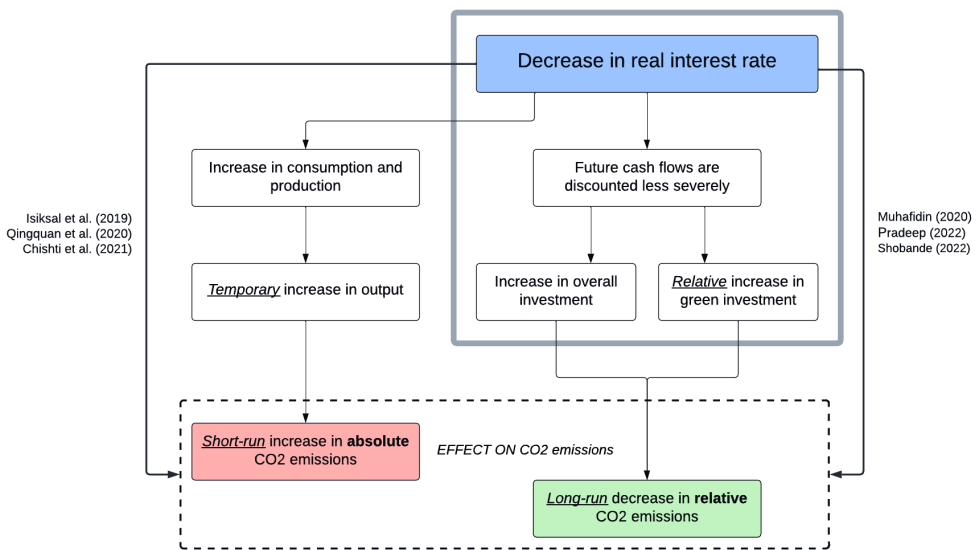 Decrease in real interest rate
Increase in consumption and
production
Future cash flows are
discounted less severely
Isiksal et al. (2019)
Qingquan et al. (2020)
Chishti et al. (2021)
Muhafidin (2020)
Pradeep (2022)
Shobande (2022)
Temporary increase in output
Increase in overall
investment
Relative increase in
green investment
Short-run increase in absolute
CO2 emissions
EFFECT ON CO2 emissions
Long-run decrease in relative
CO2 emissions